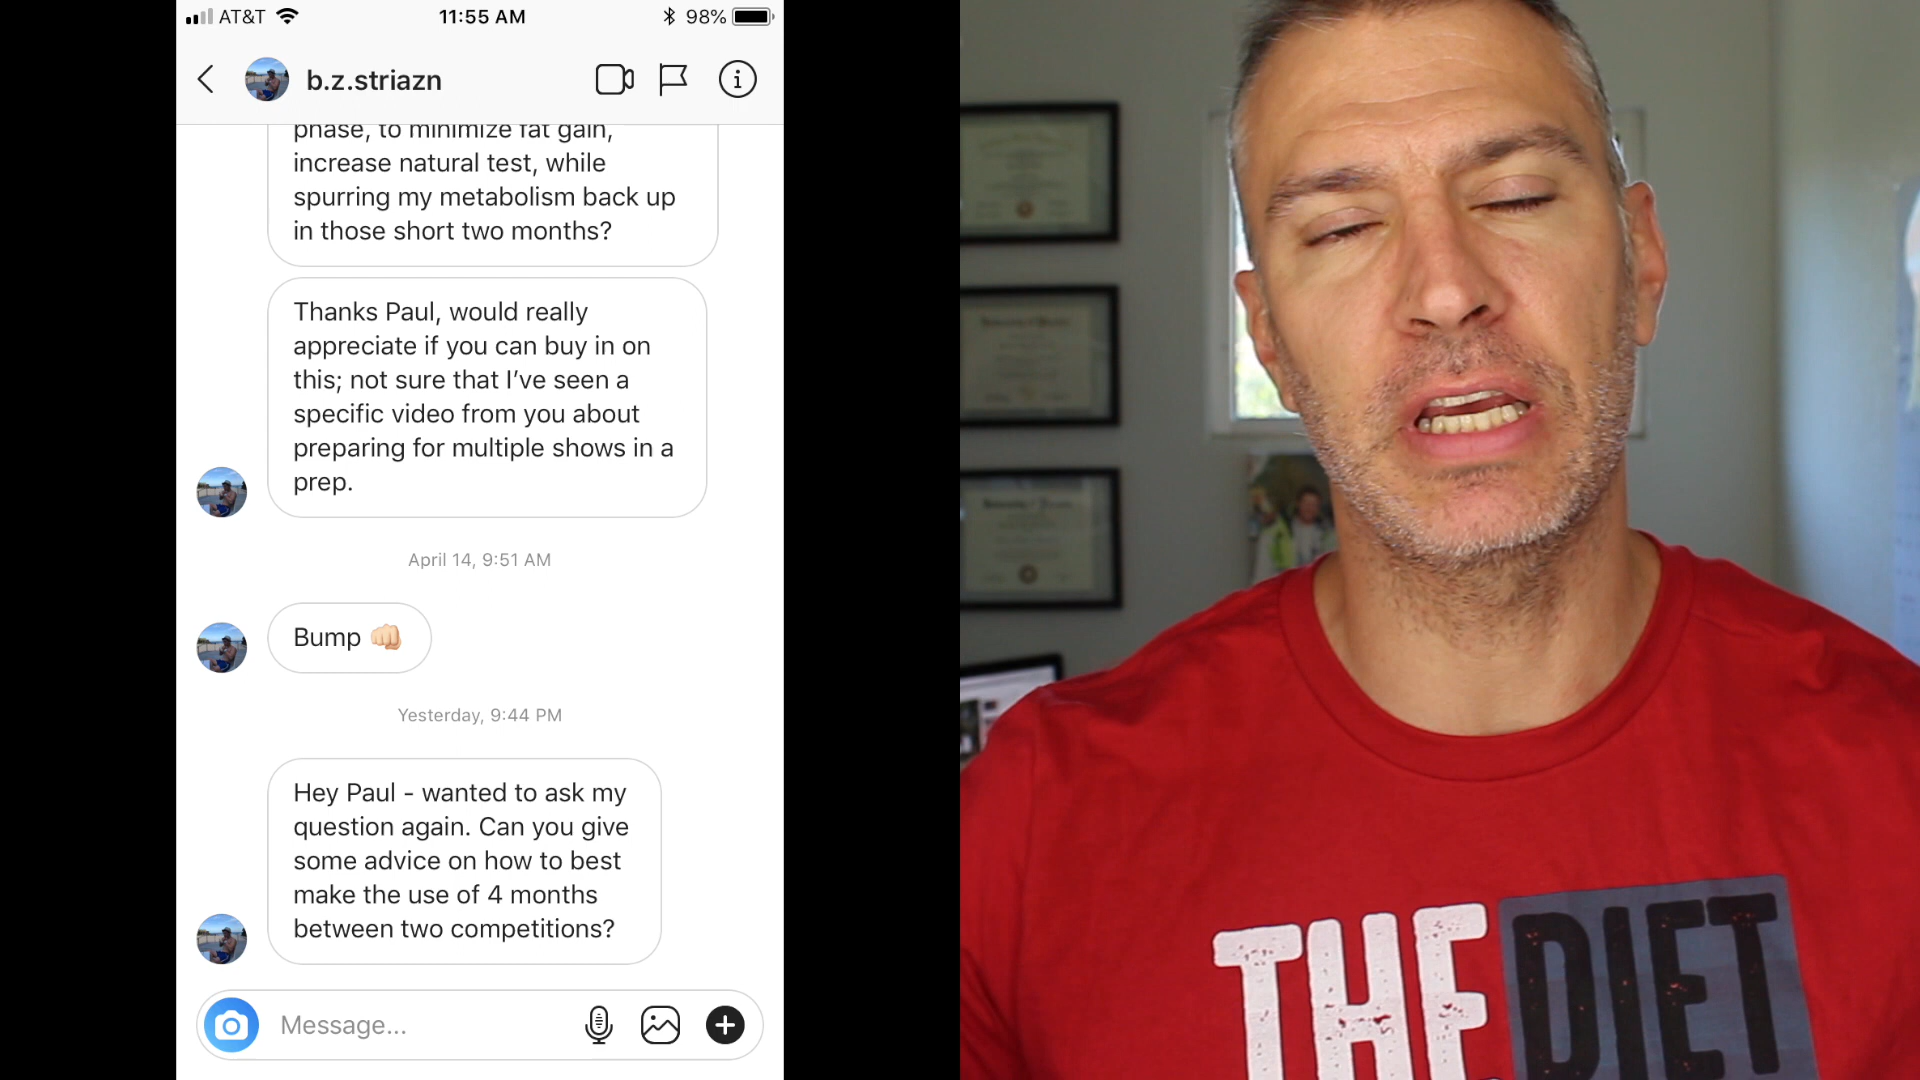 AT&T
11:55 AM
98%
b.z.striazn
phase, to minimize fat gain,
increase natural test, while
spurring my metabolism back up
in those short two months?
Thanks Paul, would really
appreciate if you can buy in on
this; not sure that I've seen a
specific video from you about
preparing for multiple shows in a
prep.
April 14, 9:51 AM
Bump 👊🏻
Yesterday, 9:44 PM
Hey Paul - wanted to ask my
question again. Can you give
some advice on how to best
make the use of 4 months
between two competitions?
Message...
THE DIET